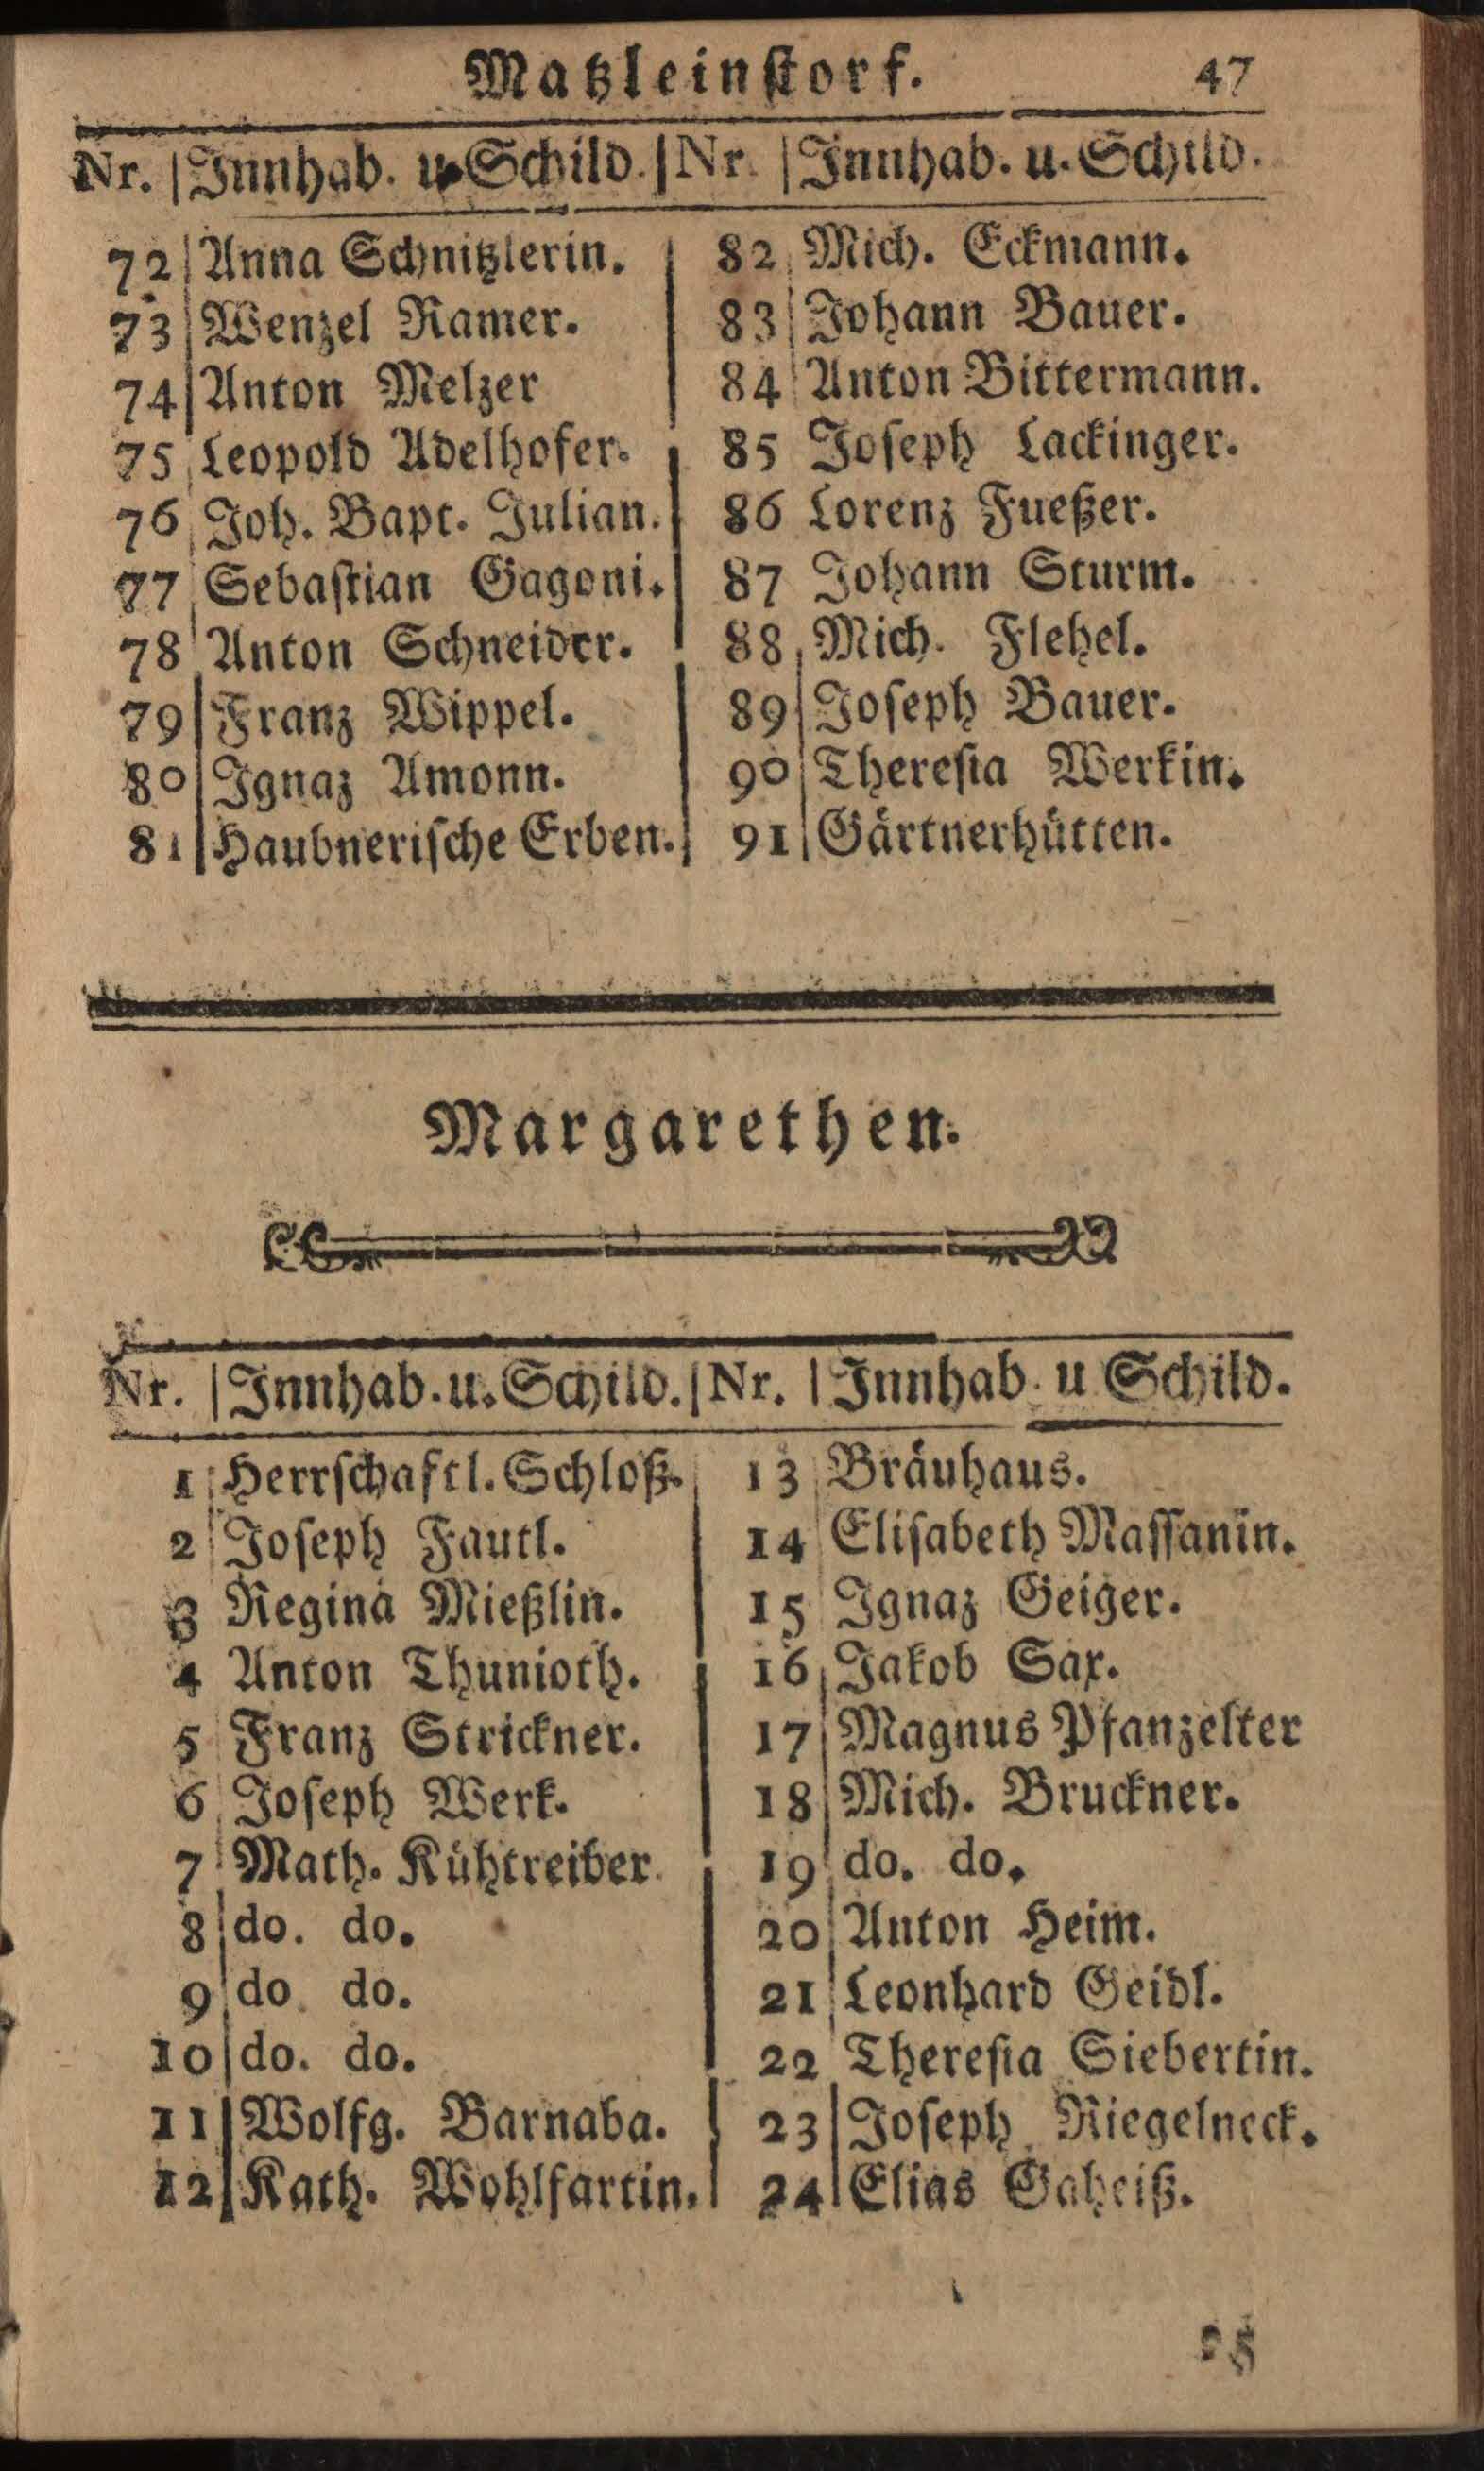 Matzleinstorf. 47
Nr. | Innhab. u. Schild. | Nr. | Innhab. u. Schild.
72 Anna Schnitzlerin.
73 Wenzel Ramer.
74 Anton Melzer
75 Leopold Adelhofer.
76 Joh. Bapt. Julian.
77 Sebastian Gagoni.
78 Anton Schneider.
79 Franz Wippel.
80 Ignaz Amonn.
81 Haubnerische Erben.
82 Mich. Eckmann.
83 Johann Bauer.
84 Anton Bittermann.
85 Joseph Lackinger.
86 Lorenz Fueßer.
87 Johann Sturm.
88 Mich. Flehel.
89 Joseph Bauer.
90 Theresia Werkin.
91 Gärtnerhütten.
Margarethen.
Nr. | Innhab. u. Schild. | Nr. | Innhab. u Schild.
1 Herrschaftl. Schloß.
2 Joseph Fautl.
3 Regina Mießlin.
4 Anton Thunioth.
5 Franz Strickner.
6 Joseph Werk.
7 Math. Kühtreiber.
8 do. do.
9 do. do.
10 do. do.
11 Wolfg. Barnaba.
12 Kath. Wohlfartin.
13 Bräuhaus.
14 Elisabeth Massanin.
15 Ignaz Geiger.
16 Jakob Sax.
17 Magnus Pfanzelter
18 Mich. Bruckner.
19 do. do.
20 Anton Heim.
21 Leonhard Geidl.
22 Theresia Siebertin.
23 Joseph Riegelneck.
24 Elias Gaheiß.
25